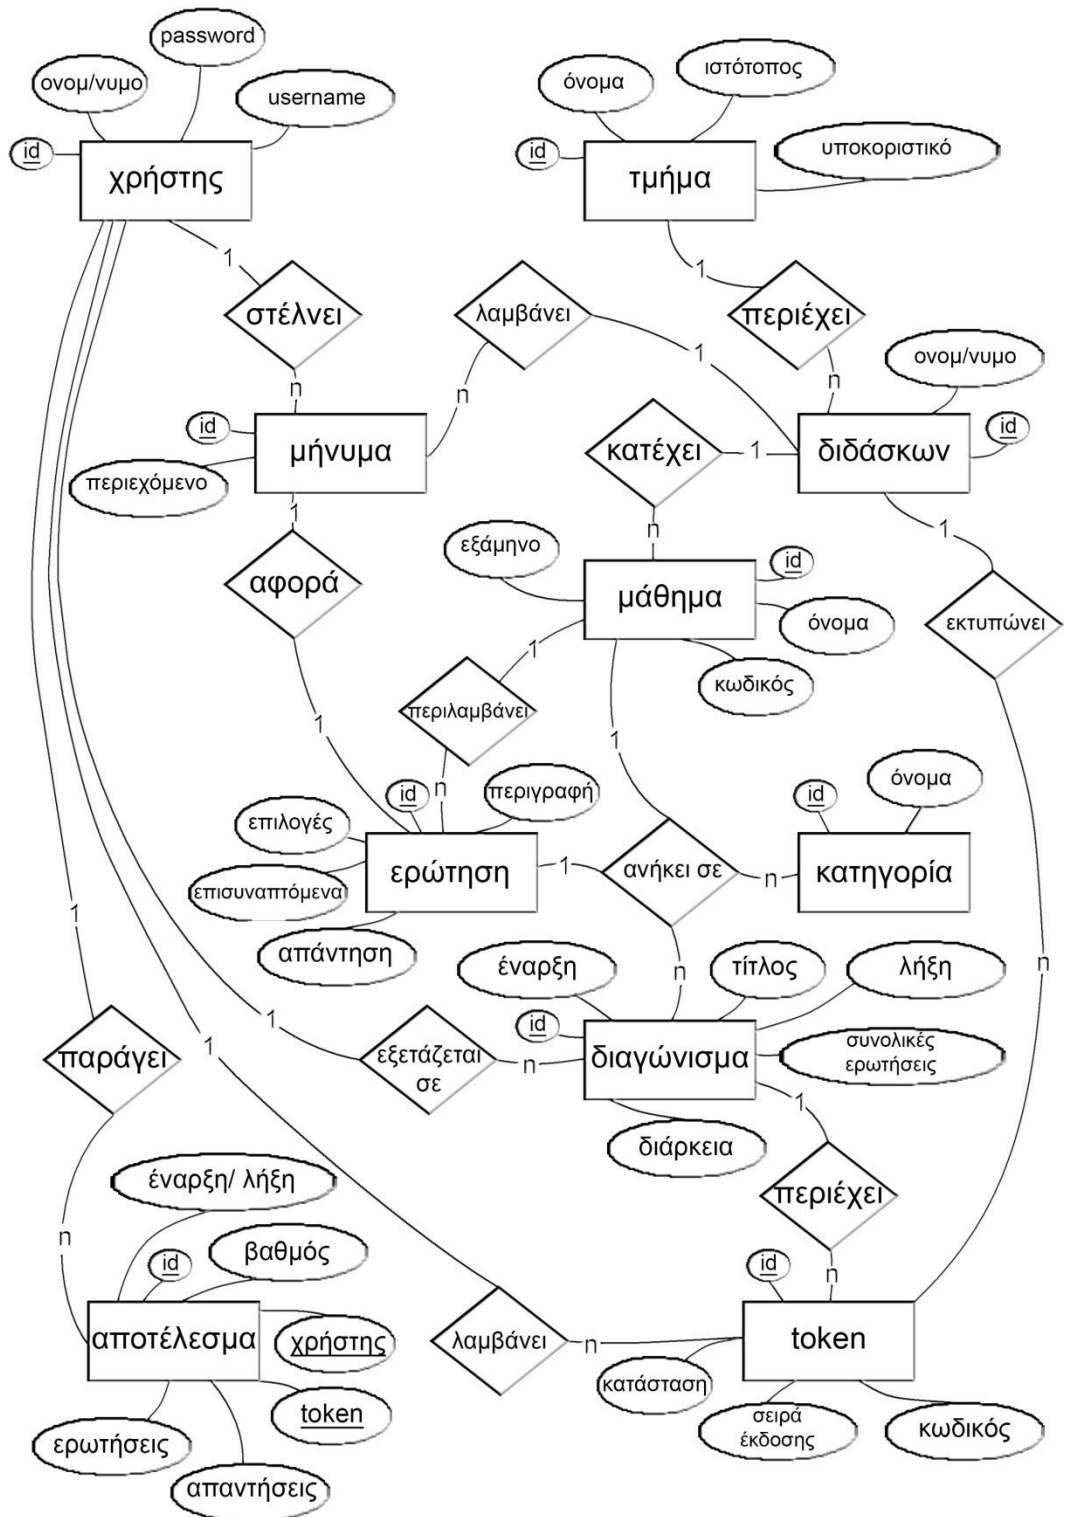 password
ονομ/νυμο
username
id
χρήστης
όνομα
ιστότοπος
id
υποκοριστικό
τμήμα
1
1
στέλνει
λαμβάνει
περιέχει
n
n
1
n
ονομ/νυμο
id
id
μήνυμα
περιεχόμενο
κατέχει
1
διδάσκων
1
n
1
εξάμηνο
id
αφορά
μάθημα
όνομα
εκτυπώνει
1
κωδικός
περιλαμβάνει
1
1
n
id
περιγραφή
όνομα
id
επιλογές
ερώτηση
1
ανήκει σε
n
κατηγορία
επισυναπτόμενα
απάντηση
1
n
n
έναρξη
τίτλος
λήξη
id
1
1
παράγει
εξετάζεται
σε
n
διαγώνισμα
συνολικές
ερωτήσεις
1
διάρκεια
έναρξη/ λήξη
περιέχει
n
id
βαθμός
id
n
αποτέλεσμα
χρήστης
λαμβάνει
n
token
κατάσταση
token
σειρά
έκδοσης
κωδικός
ερωτήσεις
απαντήσεις